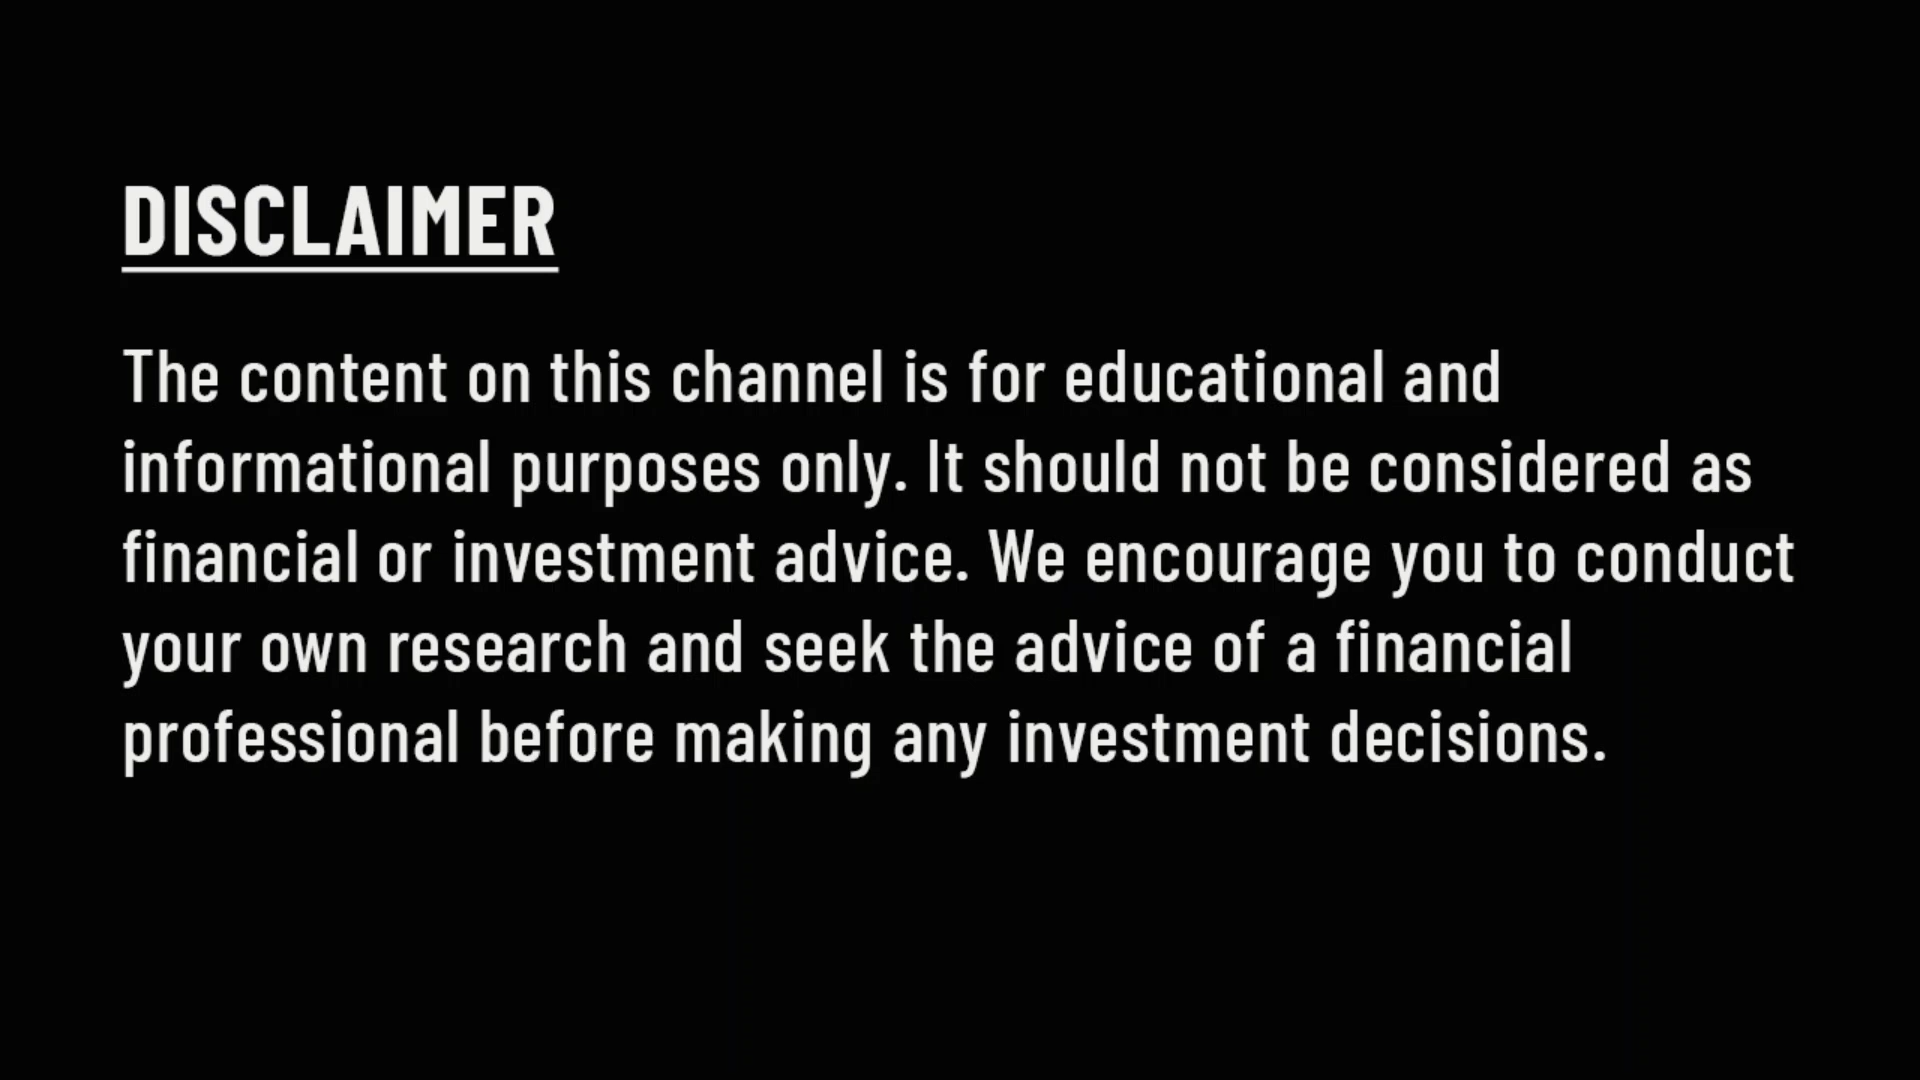 DISCLAIMER
The content on this channel is for educational and
informational purposes only. It should not be considered as
financial or investment advice. We encourage you to conduct
your own research and seek the advice of a financial
professional before making any investment decisions.